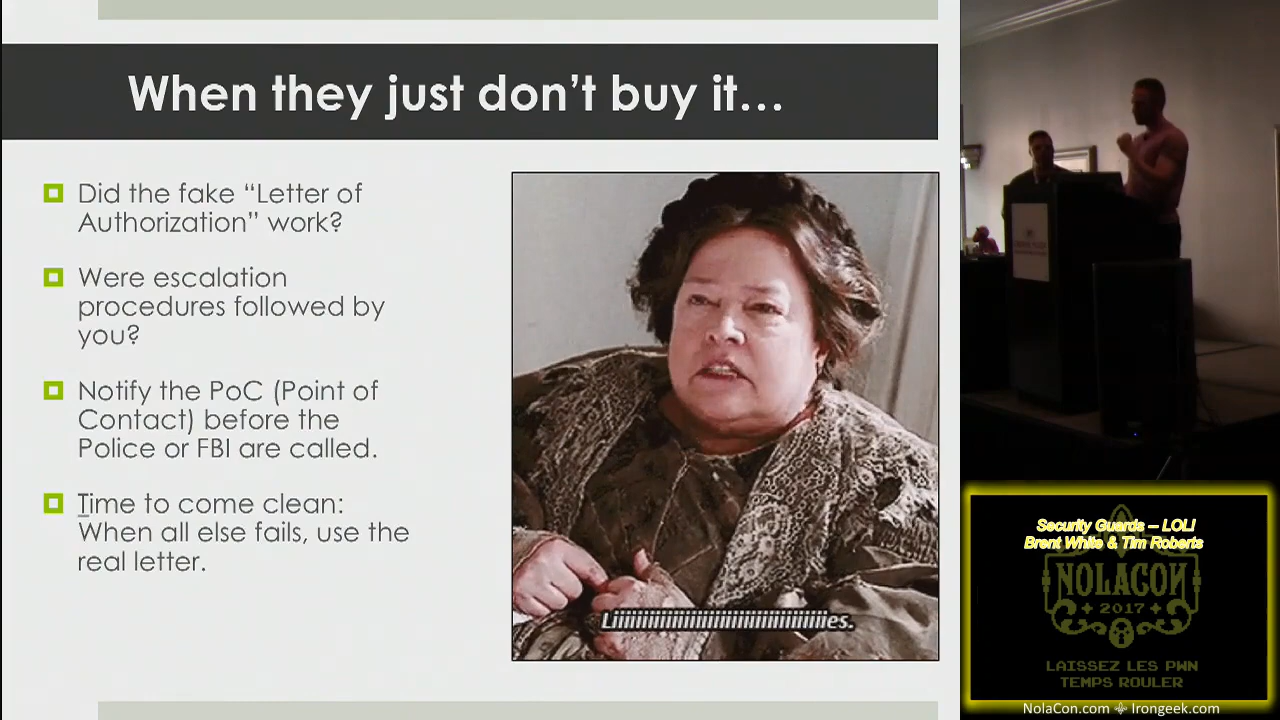 When they just don't buy it…
Did the fake “Letter of
Authorization” work?
Were escalation
procedures followed by
you?
Notify the PoC (Point of
Contact) before the
Police or FBI are called.
Time to come clean:
When all else fails, use the
real letter.
Liiiiiiiiiiiiiiiiiiiiiiiiiiiiiiiiiies.
Security Guards -- LOL!
Brent White & Tim Roberts
NOLACON
2017
LAISSEZ LES PWN
TEMPS ROULER
NolaCon.com ⚜ Irongeek.com